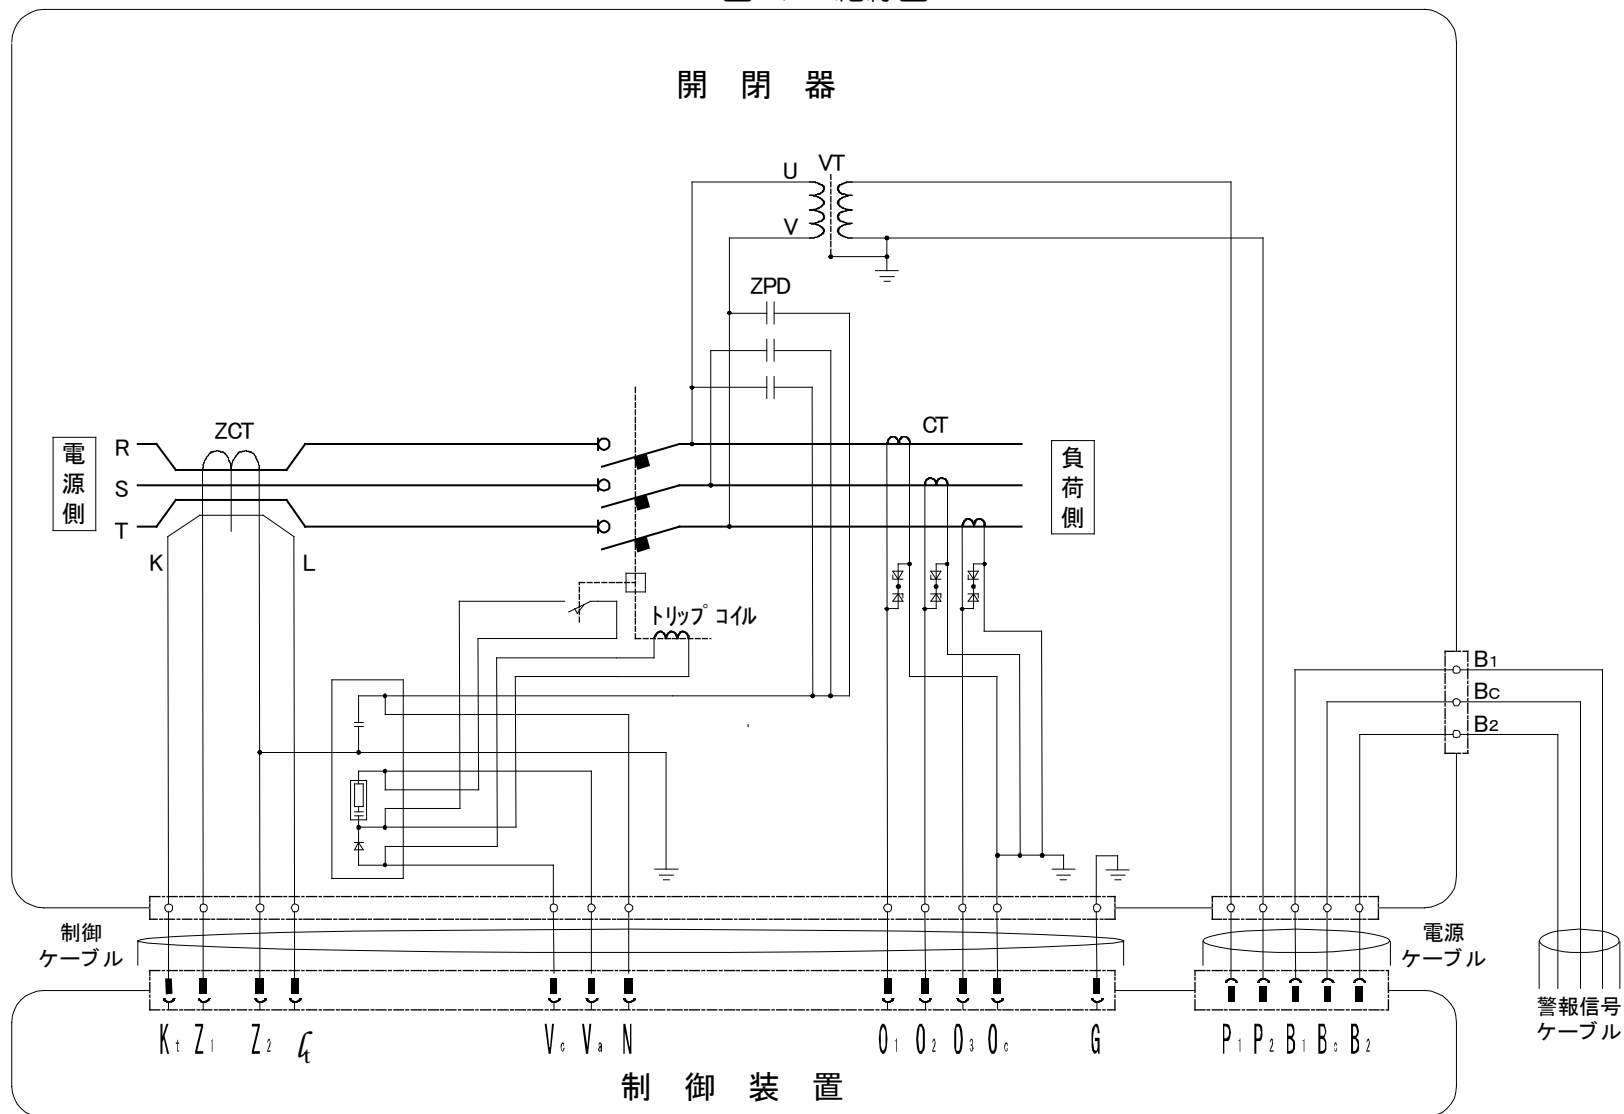 開閉器
U
VT
V
ZPD
ZCT
CT
電源側
R
S
T
負荷側
K
L
トリップ コイル
B1
BC
B2
制御
ケーブル
電源
ケーブル
警報信号
ケーブル
Kt Z1 Z2 ℓt Vc Va N O1 O2 O3 Oc G P1 P2 B1 Bc B2
制御装置